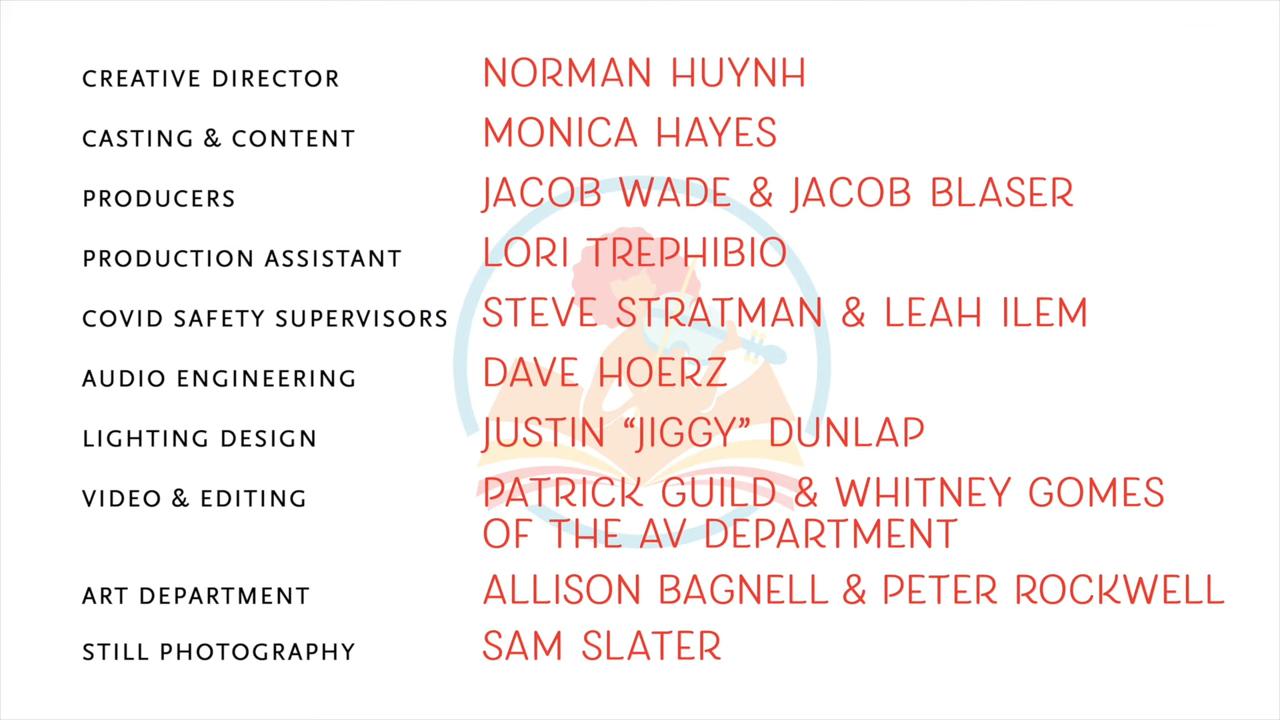 CREATIVE DIRECTOR NORMAN HUYNH
CASTING & CONTENT MONICA HAYES
PRODUCERS JACOB WADE & JACOB BLASER
PRODUCTION ASSISTANT LORI TREPHIBIO
COVID SAFETY SUPERVISORS STEVE STRATMAN & LEAH ILEM
AUDIO ENGINEERING DAVE HOERZ
LIGHTING DESIGN JUSTIN “JIGGY” DUNLAP
VIDEO & EDITING PATRICK GUILD & WHITNEY GOMES
OF THE AV DEPARTMENT
ART DEPARTMENT ALLISON BAGNELL & PETER ROCKWELL
STILL PHOTOGRAPHY SAM SLATER